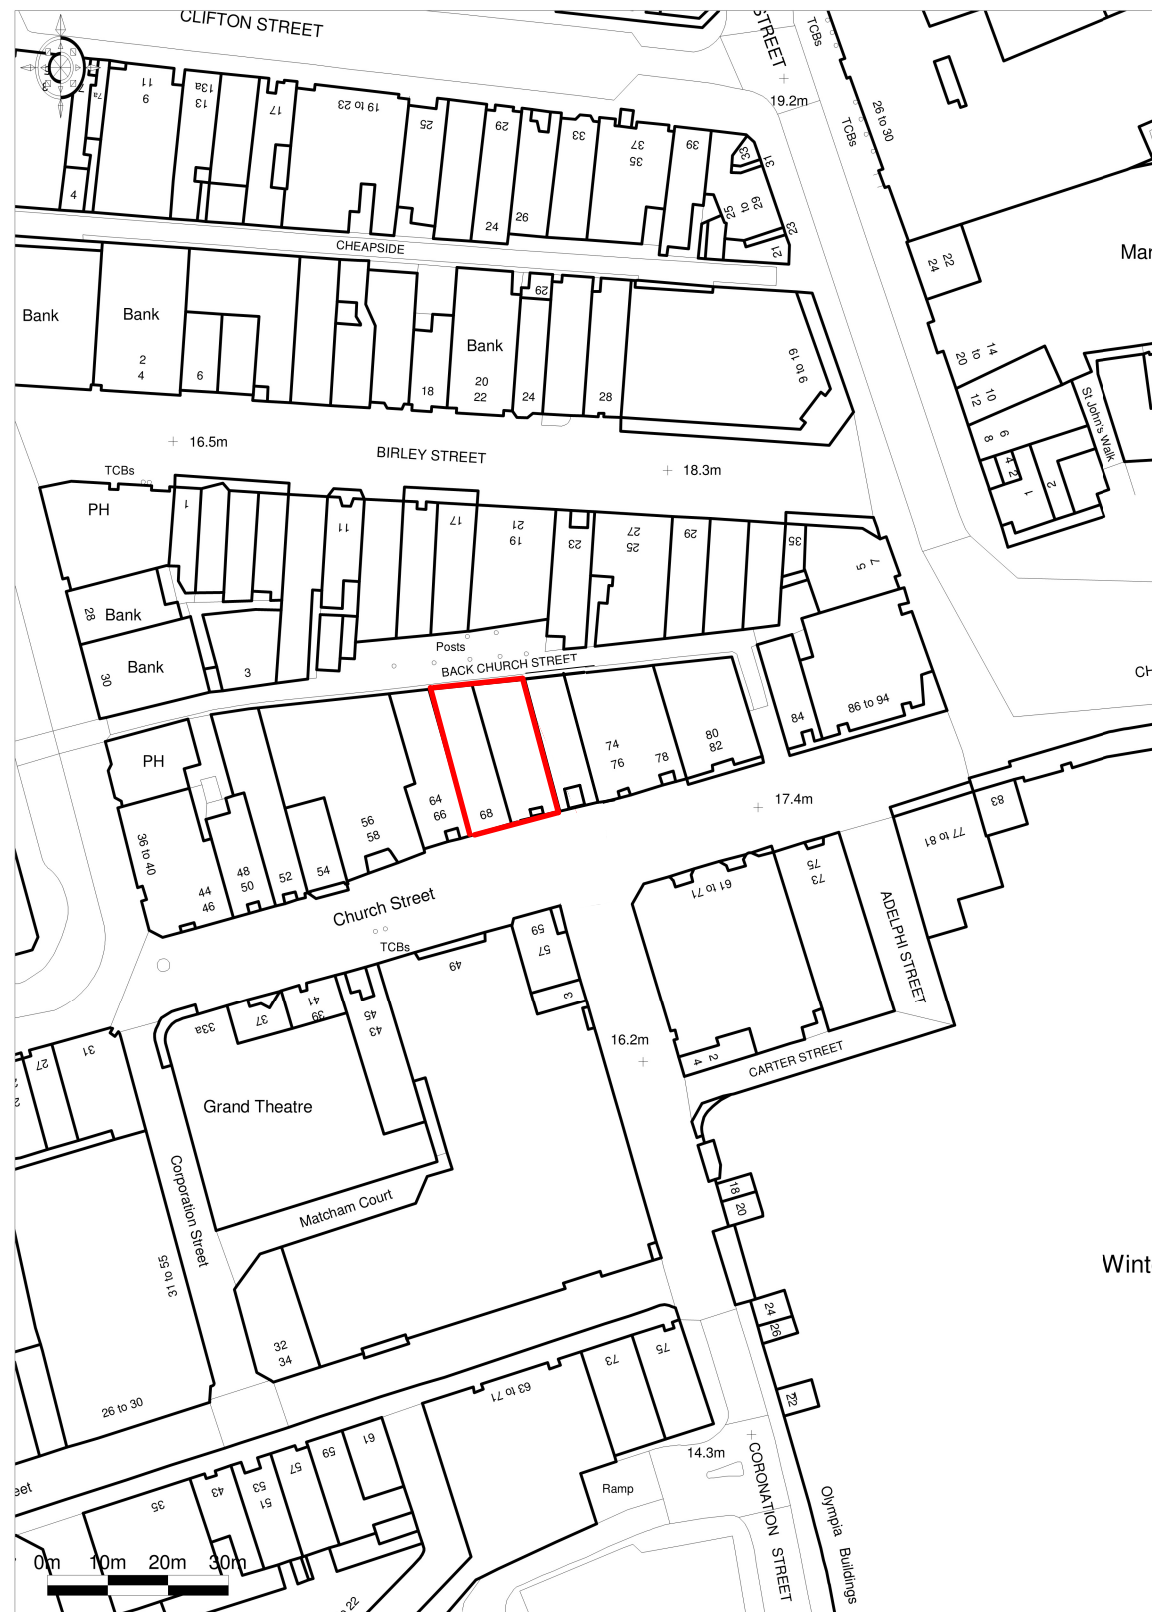 CLIFTON STREET
STREET
TCBs
19.2m
TCBs
26 to 30
7a
11
9
13a
13
17
19 to 23
25
29
33
37
35
39
33
31
29
to
25
23
21
4
24
26
CHEAPSIDE
22
24
Mar
Bank
Bank
2
4
6
18
Bank
20
22
29
24
28
9 to 19
14
to
20
10
12
6
8
4
2
1
2
St John's Walk
16.5m
BIRLEY STREET
18.3m
TCBs
PH
1
11
17
21
19
23
27
25
29
35
7
5
28
Bank
Bank
30
3
Posts
BACK CHURCH STREET
CH
84
86 to 94
PH
36 to 40
44
46
48
50
52
54
56
58
64
66
68
74
76
78
80
82
17.4m
83
77 to 81
75
73
61 to 71
ADELPHI STREET
Church Street
TCBs
59
57
3
49
45
43
41
39
37
33a
31
27
16.2m
4
2
CARTER STREET
Grand Theatre
Corporation Street
Matcham Court
31 to 55
18
20
Wint
24
26
32
34
22
26 to 30
75
73
63 to 71
61
59
57
53
51
43
35
eet
14.3m
Ramp
CORONATION STREET
Olympia Buildings
0m
10m
20m
30m
22